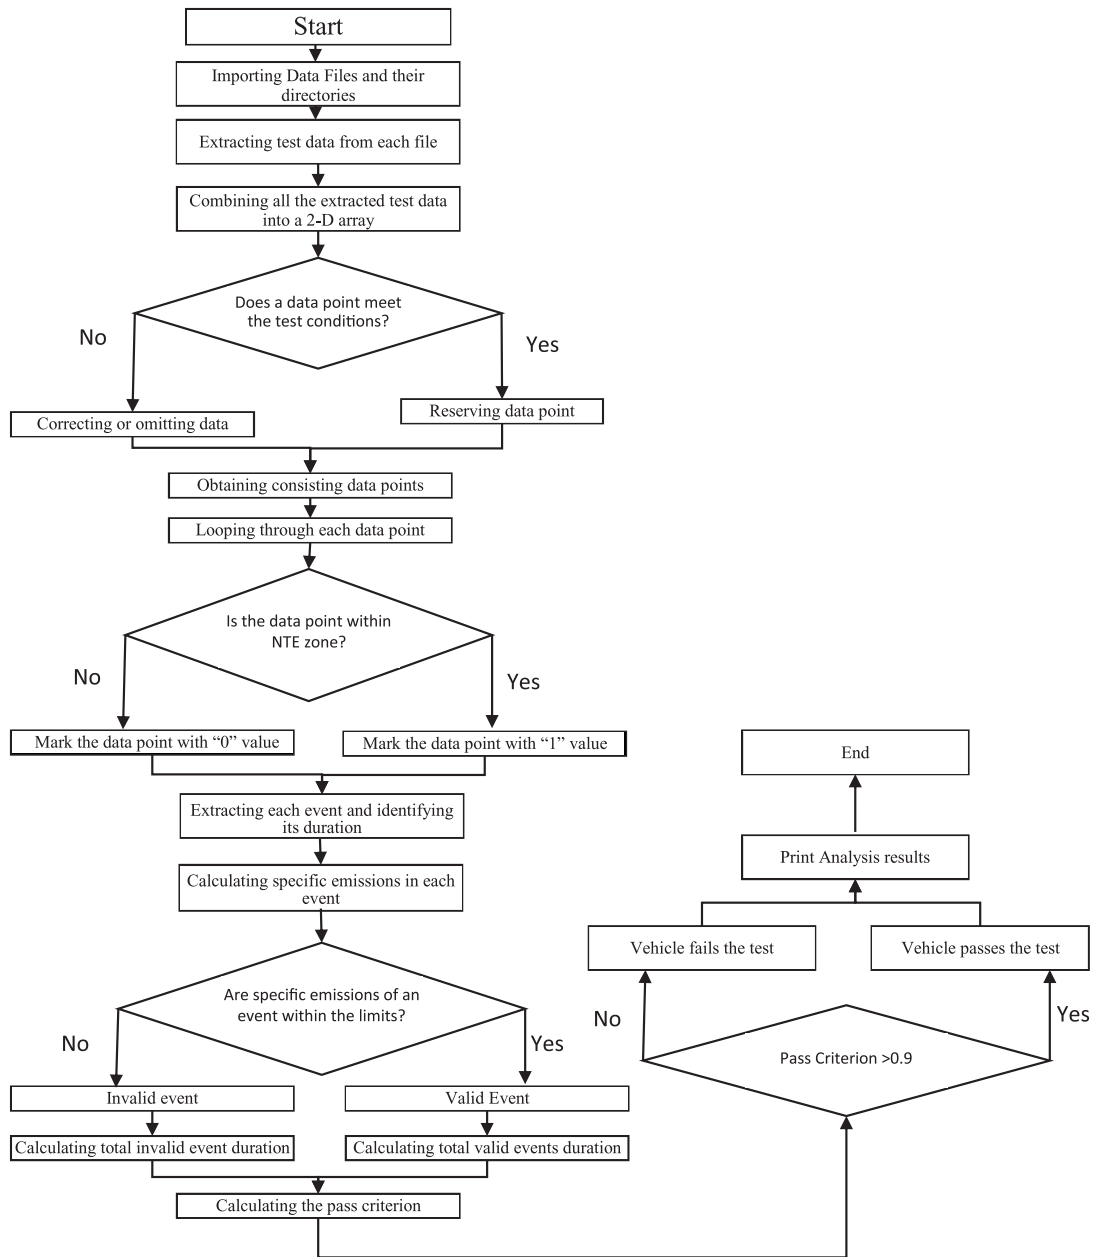 Start
Importing Data Files and their
directories
Extracting test data from each file
Combining all the extracted test data
into a 2-D array
Does a data point meet
the test conditions?
No
Yes
Correcting or omitting data
Reserving data point
Obtaining consisting data points
Looping through each data point
Is the data point within
NTE zone?
No
Yes
Mark the data point with “0” value
Mark the data point with “1” value
Extracting each event and identifying
its duration
Calculating specific emissions in each
event
Are specific emissions of an
event within the limits?
No
Yes
Invalid event
Valid Event
Calculating total invalid event duration
Calculating total valid events duration
Calculating the pass criterion
Pass Criterion >0.9
No
Yes
Vehicle fails the test
Vehicle passes the test
Print Analysis results
End